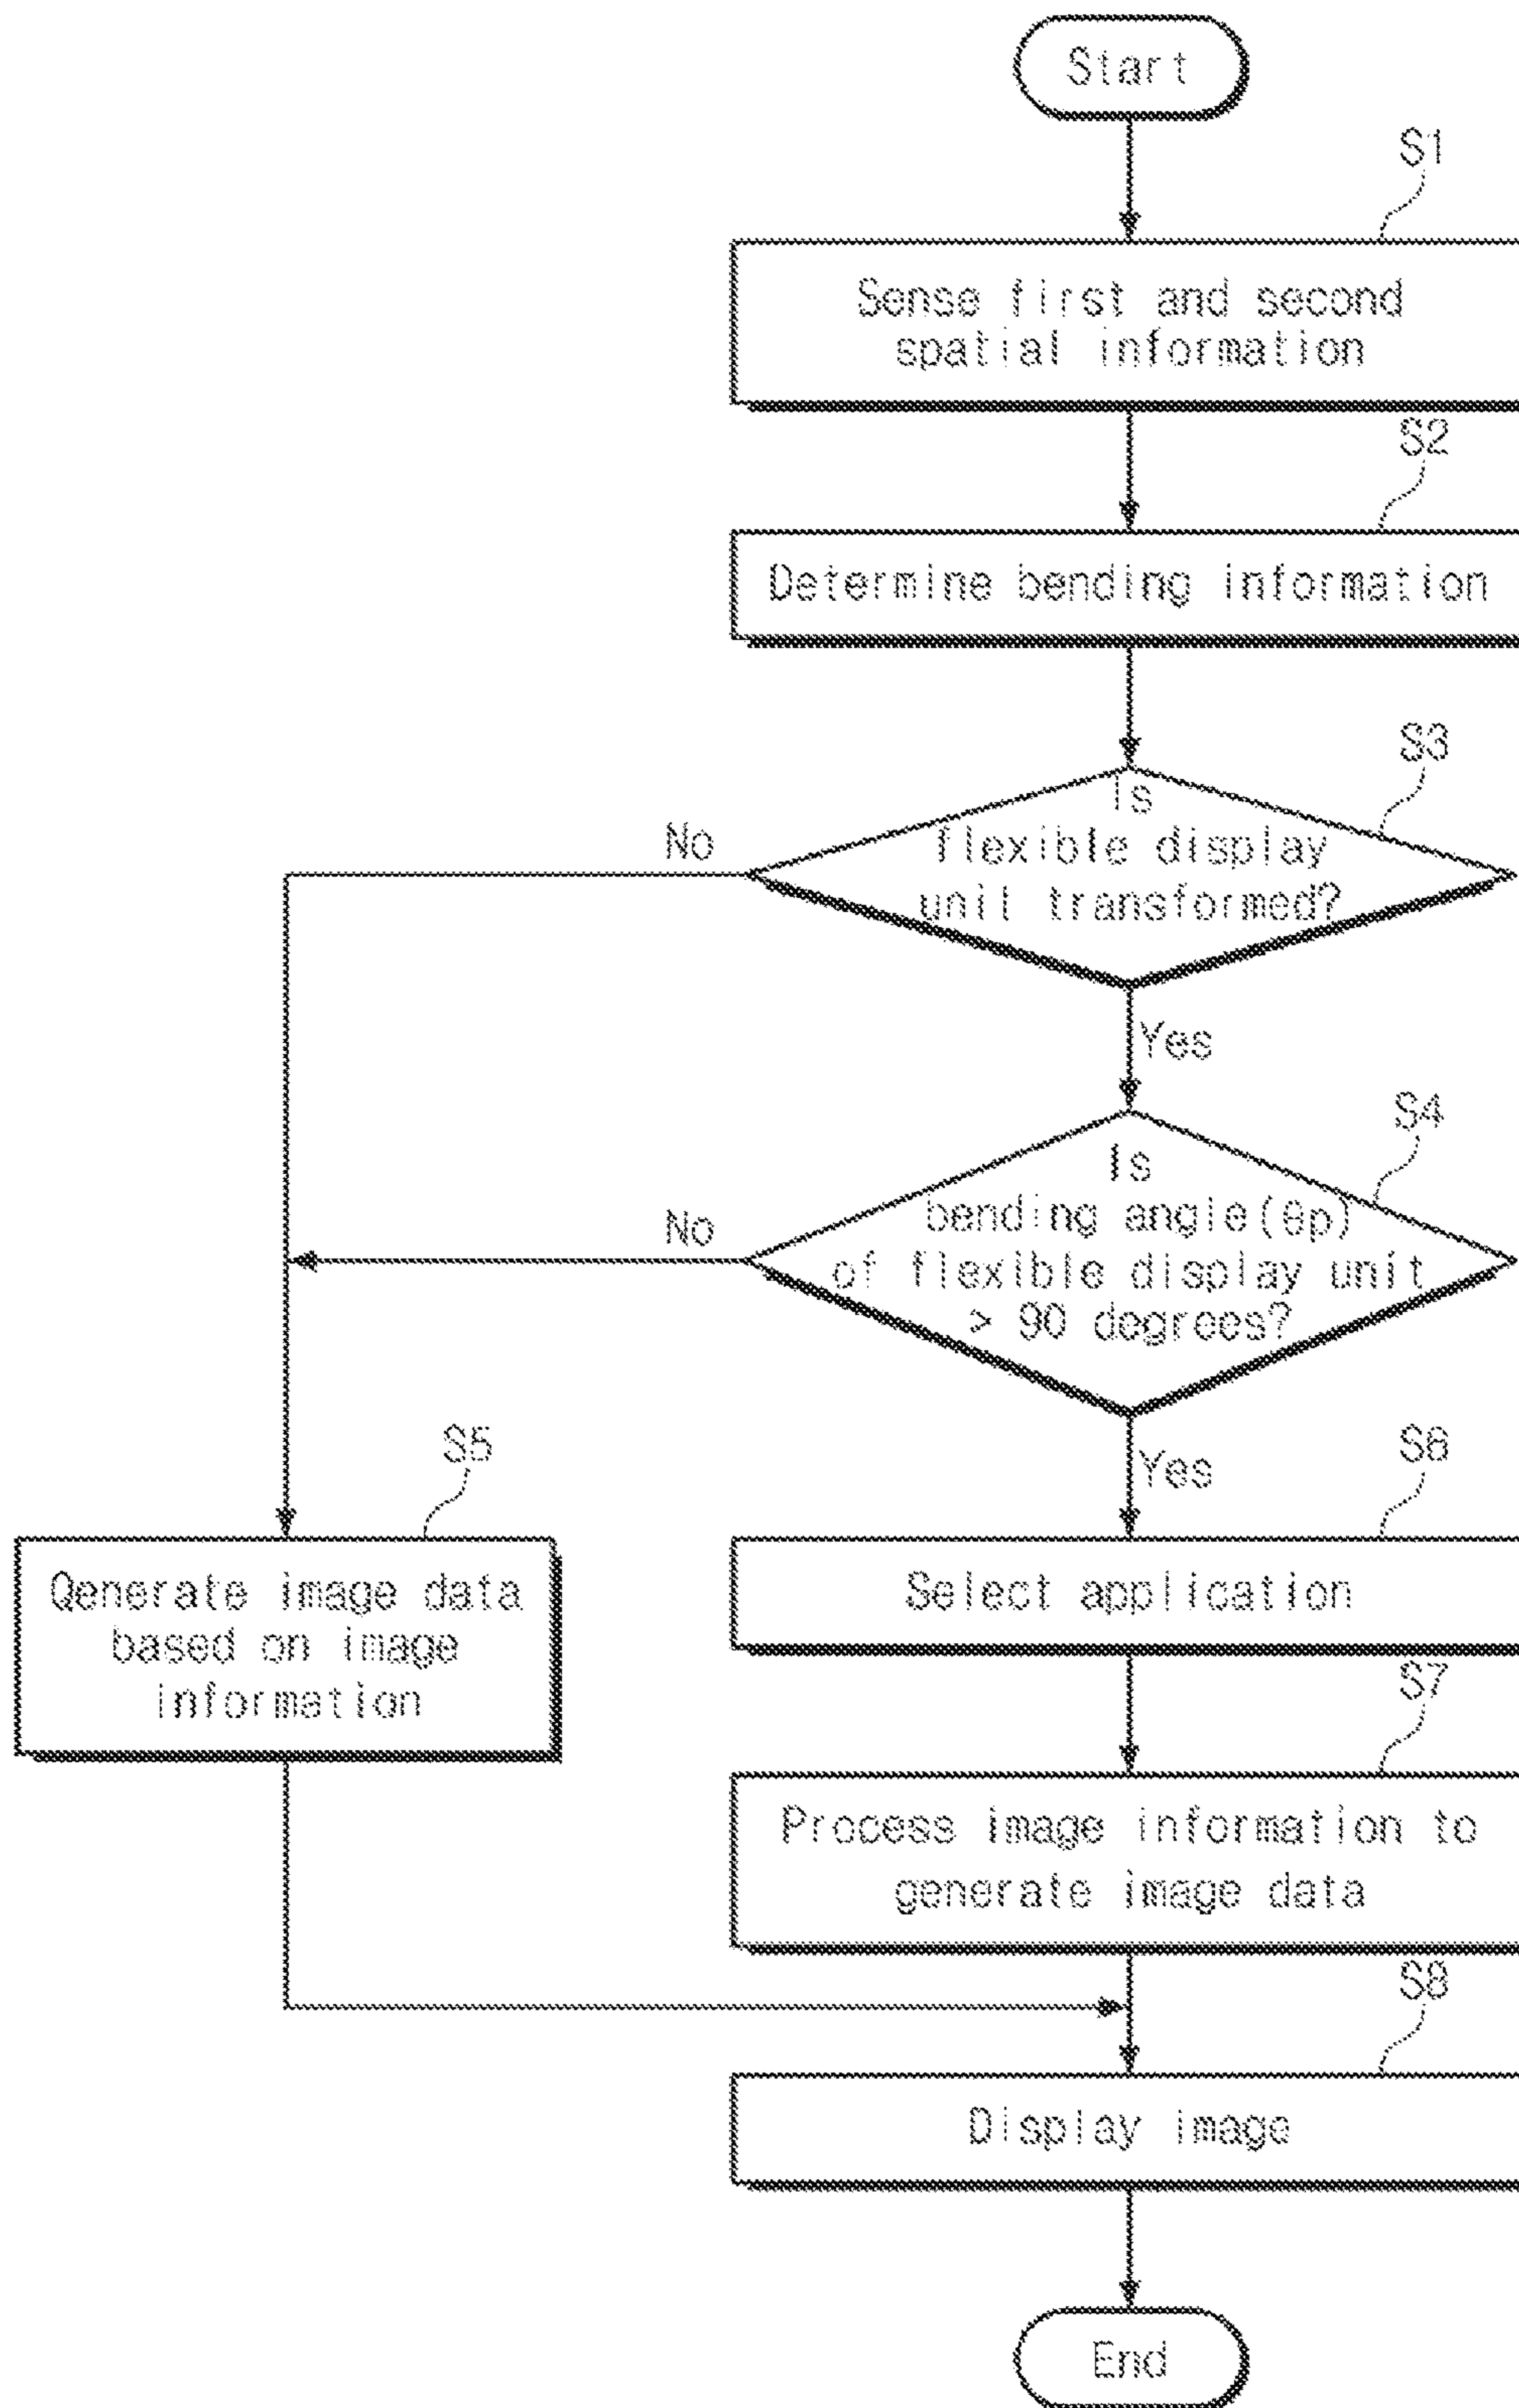 Start
S1
Sense first and second
spatial information
S2
Determine bending information
S3
Is
flexible display
unit transformed?
No
Yes
S4
Is
bending angle(θp)
of flexible display unit
> 90 degrees?
No
Yes
S5
Generate image data
based on image
information
S6
Select application
S7
Process image information to
generate image data
S8
Display image
End